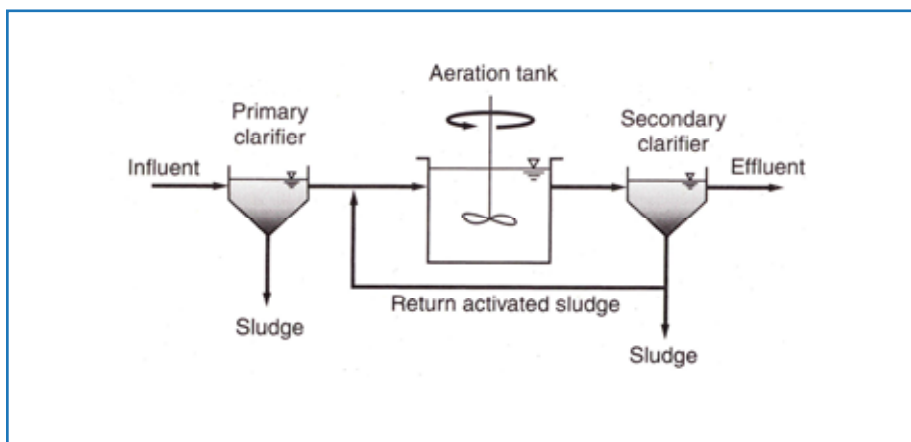 Aeration tank
Primary
clarifier
Secondary
clarifier
Influent
Effluent
Return activated sludge
Sludge
Sludge